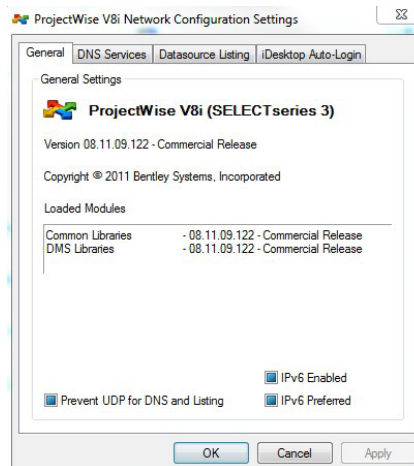 ProjectWise V8i Network Configuration Settings
General DNS Services Datasource Listing iDesktop Auto-Login
General Settings
ProjectWise V8i (SELECTseries 3)
Version 08.11.09.122 - Commercial Release
Copyright © 2011 Bentley Systems, Incorporated
Loaded Modules
Common Libraries - 08.11.09.122 - Commercial Release
DMS Libraries - 08.11.09.122 - Commercial Release
IPv6 Enabled
Prevent UDP for DNS and Listing IPv6 Preferred
OK Cancel Apply